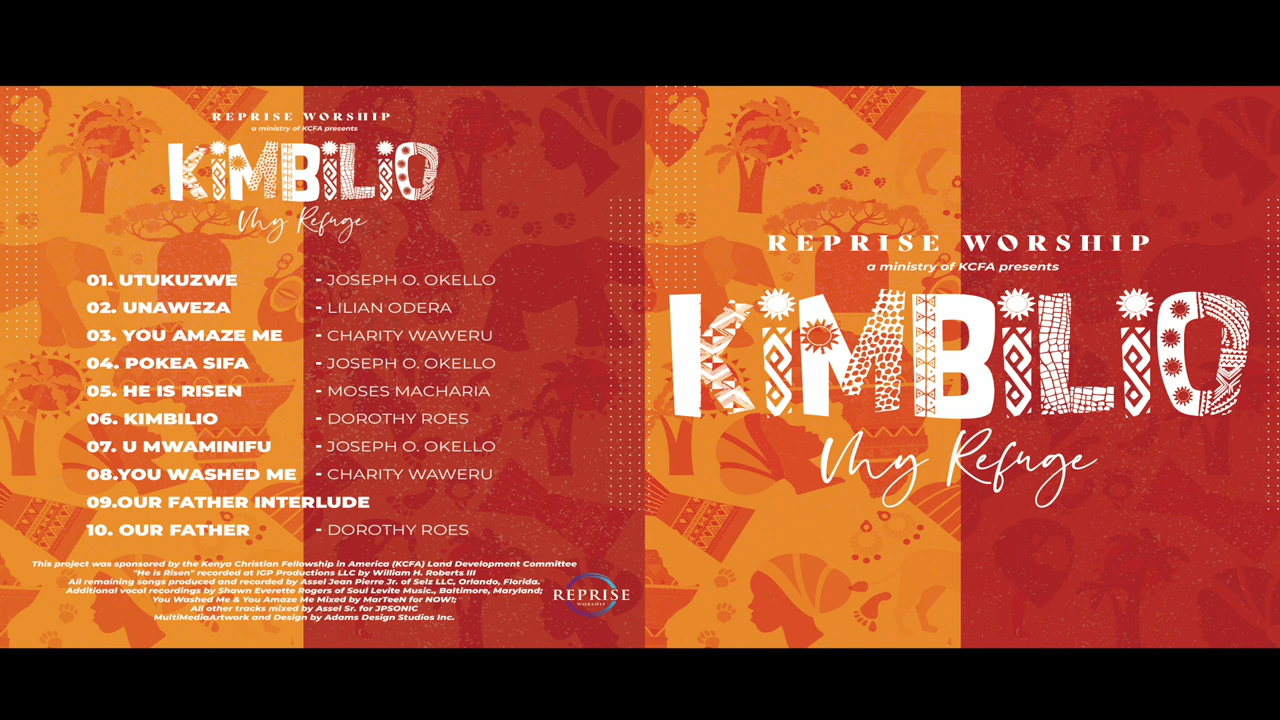 REPRISE WORSHIP
a ministry of KCFA presents
KIMBILIO
My Refuge
01. UTUKUZWE - JOSEPH O. OKELLO
02. UNAWEZA - LILIAN ODERA
03. YOU AMAZE ME - CHARITY WAWERU
04. POKEA SIFA - JOSEPH O. OKELLO
05. HE IS RISEN - MOSES MACHARIA
06. KIMBILIO - DOROTHY ROES
07. U MWAMINIFU - JOSEPH O. OKELLO
08.YOU WASHED ME - CHARITY WAWERU
09.OUR FATHER INTERLUDE
10. OUR FATHER - DOROTHY ROES
This project was sponsored by the Kenya Christian Fellowship in America (KCFA) Land Development Committee
"He is Risen" recorded at IGP Productions LLC by William H. Roberts III
All remaining songs produced and recorded by Assel Jean Pierre Jr. of Selz LLC, Orlando, Florida.
Additional vocal recordings by Shawn Everette Rogers of Soul Levite Music., Baltimore, Maryland;
You Washed Me & You Amaze Me Mixed by MarTeeN for NOW!;
All other tracks mixed by Assel Sr. for JPSONIC
MultiMediaArtwork and Design by Adams Design Studios Inc.
REPRISE
WORSHIP
REPRISE WORSHIP
a ministry of KCFA presents
KIMBILIO
My Refuge